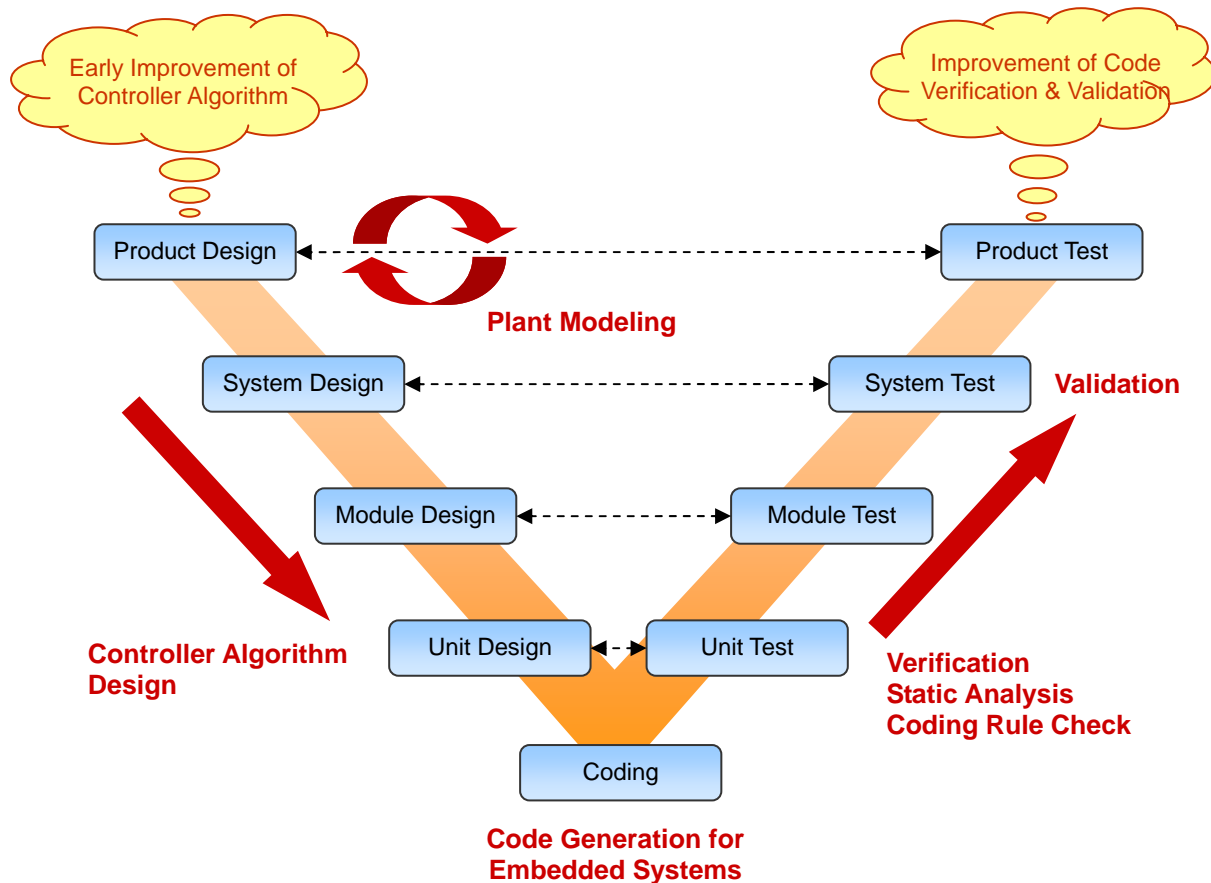 Early Improvement of
Controller Algorithm
Improvement of Code
Verification & Validation
Product Design
Product Test
Plant Modeling
System Design
System Test
Validation
Module Design
Module Test
Unit Design
Unit Test
Controller Algorithm
Design
Verification
Static Analysis
Coding Rule Check
Coding
Code Generation for
Embedded Systems